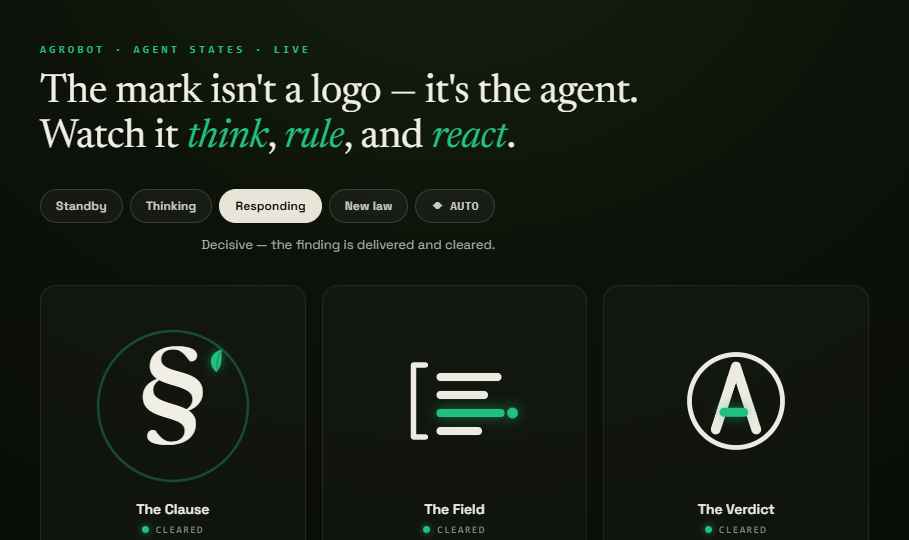 AGROBOT · AGENT STATES · LIVE
The mark isn't a logo — it's the agent.
Watch it think, rule, and react.
Standby Thinking Responding New law AUTO
Decisive — the finding is delivered and cleared.
§ A
The Clause The Field The Verdict
CLEARED CLEARED CLEARED